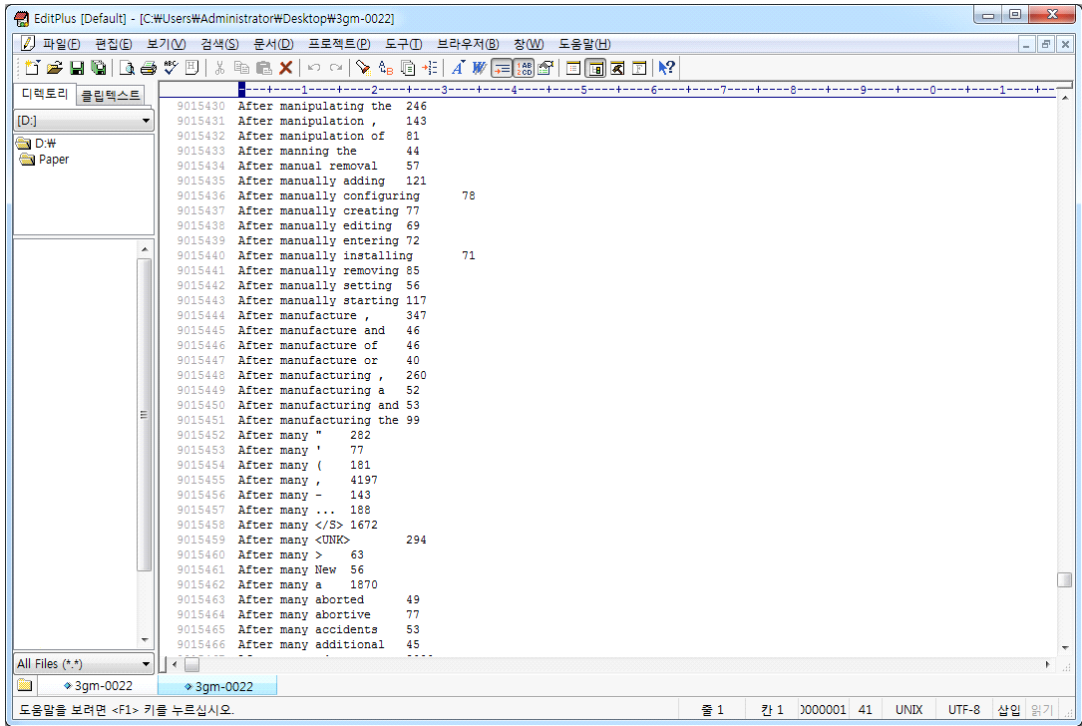 EditPlus [Default] - [C:₩Users₩Administrator₩Desktop₩3gm-0022]
파일(F) 편집(E) 보기(V) 검색(S) 문서(D) 프로젝트(P) 도구(T) 브라우저(B) 창(W) 도움말(H)
디렉토리 클립텍스트
----+----1----+----2----+----3----+----4----+----5----+----6----+----7----+----8----+----9----+----0----+----1----+--
[D:]
D:₩
Paper
9015430 After manipulating the 246
9015431 After manipulation , 143
9015432 After manipulation of 81
9015433 After manning the 44
9015434 After manual removal 57
9015435 After manually adding 121
9015436 After manually configuring 78
9015437 After manually creating 77
9015438 After manually editing 69
9015439 After manually entering 72
9015440 After manually installing 71
9015441 After manually removing 85
9015442 After manually setting 56
9015443 After manually starting 117
9015444 After manufacture , 347
9015445 After manufacture and 46
9015446 After manufacture of 46
9015447 After manufacture or 40
9015448 After manufacturing , 260
9015449 After manufacturing a 52
9015450 After manufacturing and 53
9015451 After manufacturing the 99
9015452 After many " 282
9015453 After many ' 77
9015454 After many ( 181
9015455 After many , 4197
9015456 After many - 143
9015457 After many ... 188
9015458 After many </S> 1672
9015459 After many <UNK> 294
9015460 After many > 63
9015461 After many New 56
9015462 After many a 1870
9015463 After many aborted 49
9015464 After many abortive 77
9015465 After many accidents 53
9015466 After many additional 45
All Files (*.*)
3gm-0022 3gm-0022
도움말을 보려면 <F1> 키를 누르십시오. 줄 1 칸 1 0000001 41 UNIX UTF-8 삽입 읽기